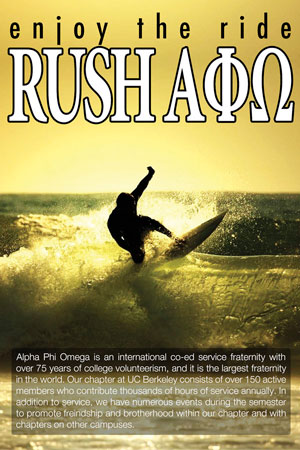 enjoy the ride
RUSH ΑΦΩ
Alpha Phi Omega is an international co-ed service fraternity with
over 75 years of college volunteerism, and it is the largest fraternity
in the world. Our chapter at UC Berkeley consists of over 150 active
members who contribute thousands of hours of service annually. In
addition to service, we have numerous events during the semester
to promote freindship and brotherhood within our chapter and with
chapters on other campuses.